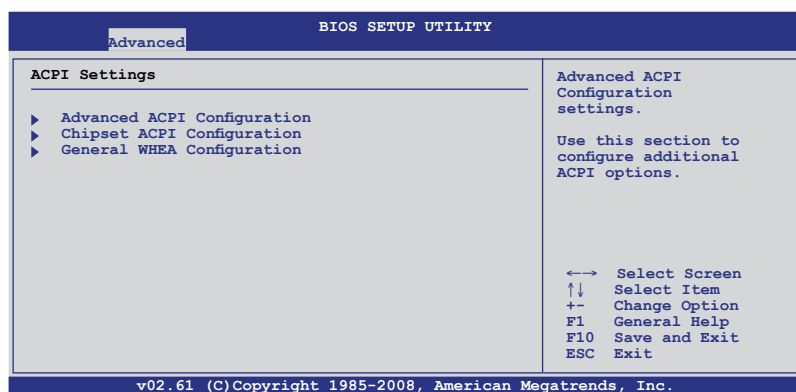 BIOS SETUP UTILITY
Advanced
ACPI Settings
Advanced ACPI Configuration
Chipset ACPI Configuration
General WHEA Configuration
Advanced ACPI
Configuration
settings.
Use this section to
configure additional
ACPI options.
←→ Select Screen
↑↓ Select Item
+- Change Option
F1 General Help
F10 Save and Exit
ESC Exit
v02.61 (C)Copyright 1985-2008, American Megatrends, Inc.